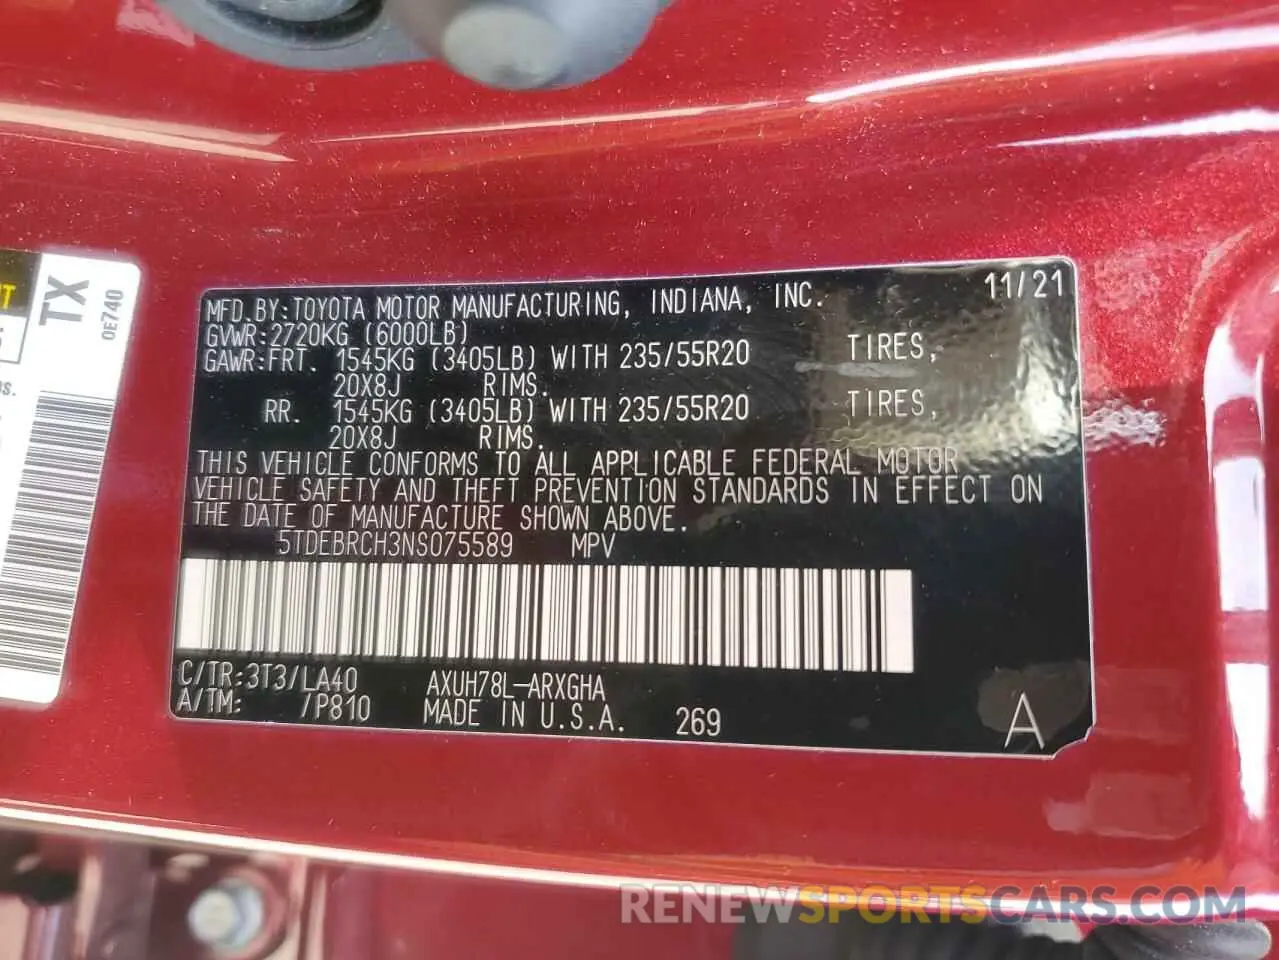 MFD.BY:TOYOTA MOTOR MANUFACTURING, INDIANA, INC. 11/21
GVWR:2720KG (6000LB)
GAWR:FRT. 1545KG (3405LB) WITH 235/55R20 TIRES,
20X8J RIMS.
RR. 1545KG (3405LB) WITH 235/55R20 TIRES,
20X8J RIMS.
THIS VEHICLE CONFORMS TO ALL APPLICABLE FEDERAL MOTOR
VEHICLE SAFETY AND THEFT PREVENTION STANDARDS IN EFFECT ON
THE DATE OF MANUFACTURE SHOWN ABOVE.
5TDEBRCH3NS075589 MPV
C/TR:3T3/LA40 AXUH78L-ARXGHA
A/TM: /P810 MADE IN U.S.A. 269 A
TX
0E740
RENEWSPORTSCARS.COM